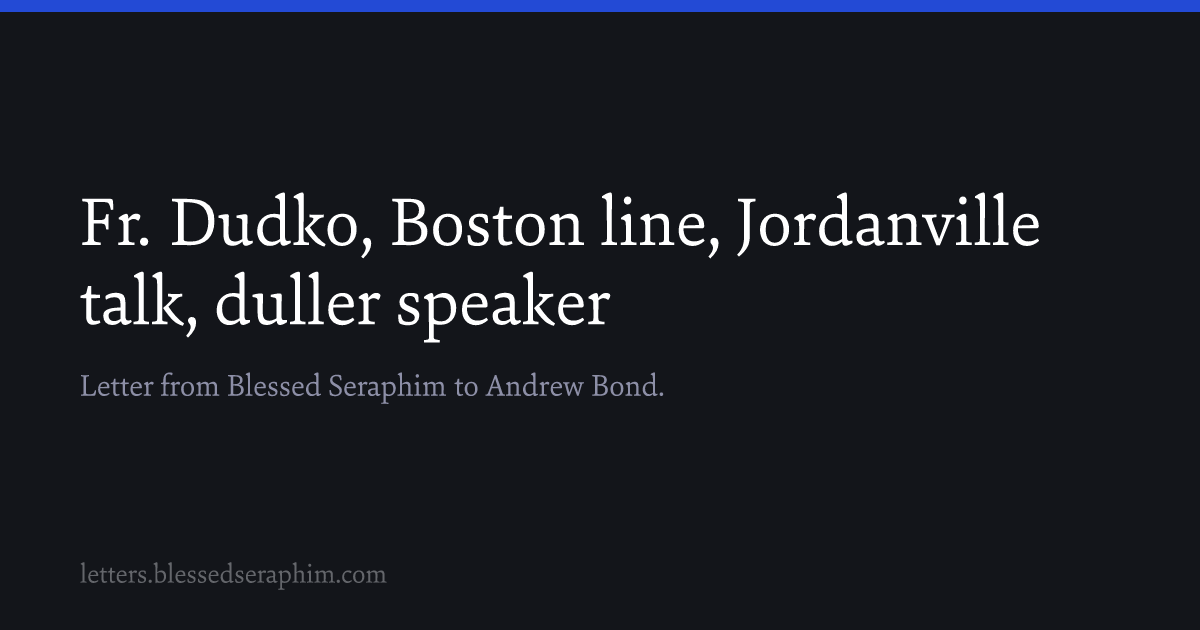 Fr. Dudko, Boston line, Jordanville
talk, duller speaker
Letter from Blessed Seraphim to Andrew Bond.
letters.blessedseraphim.com